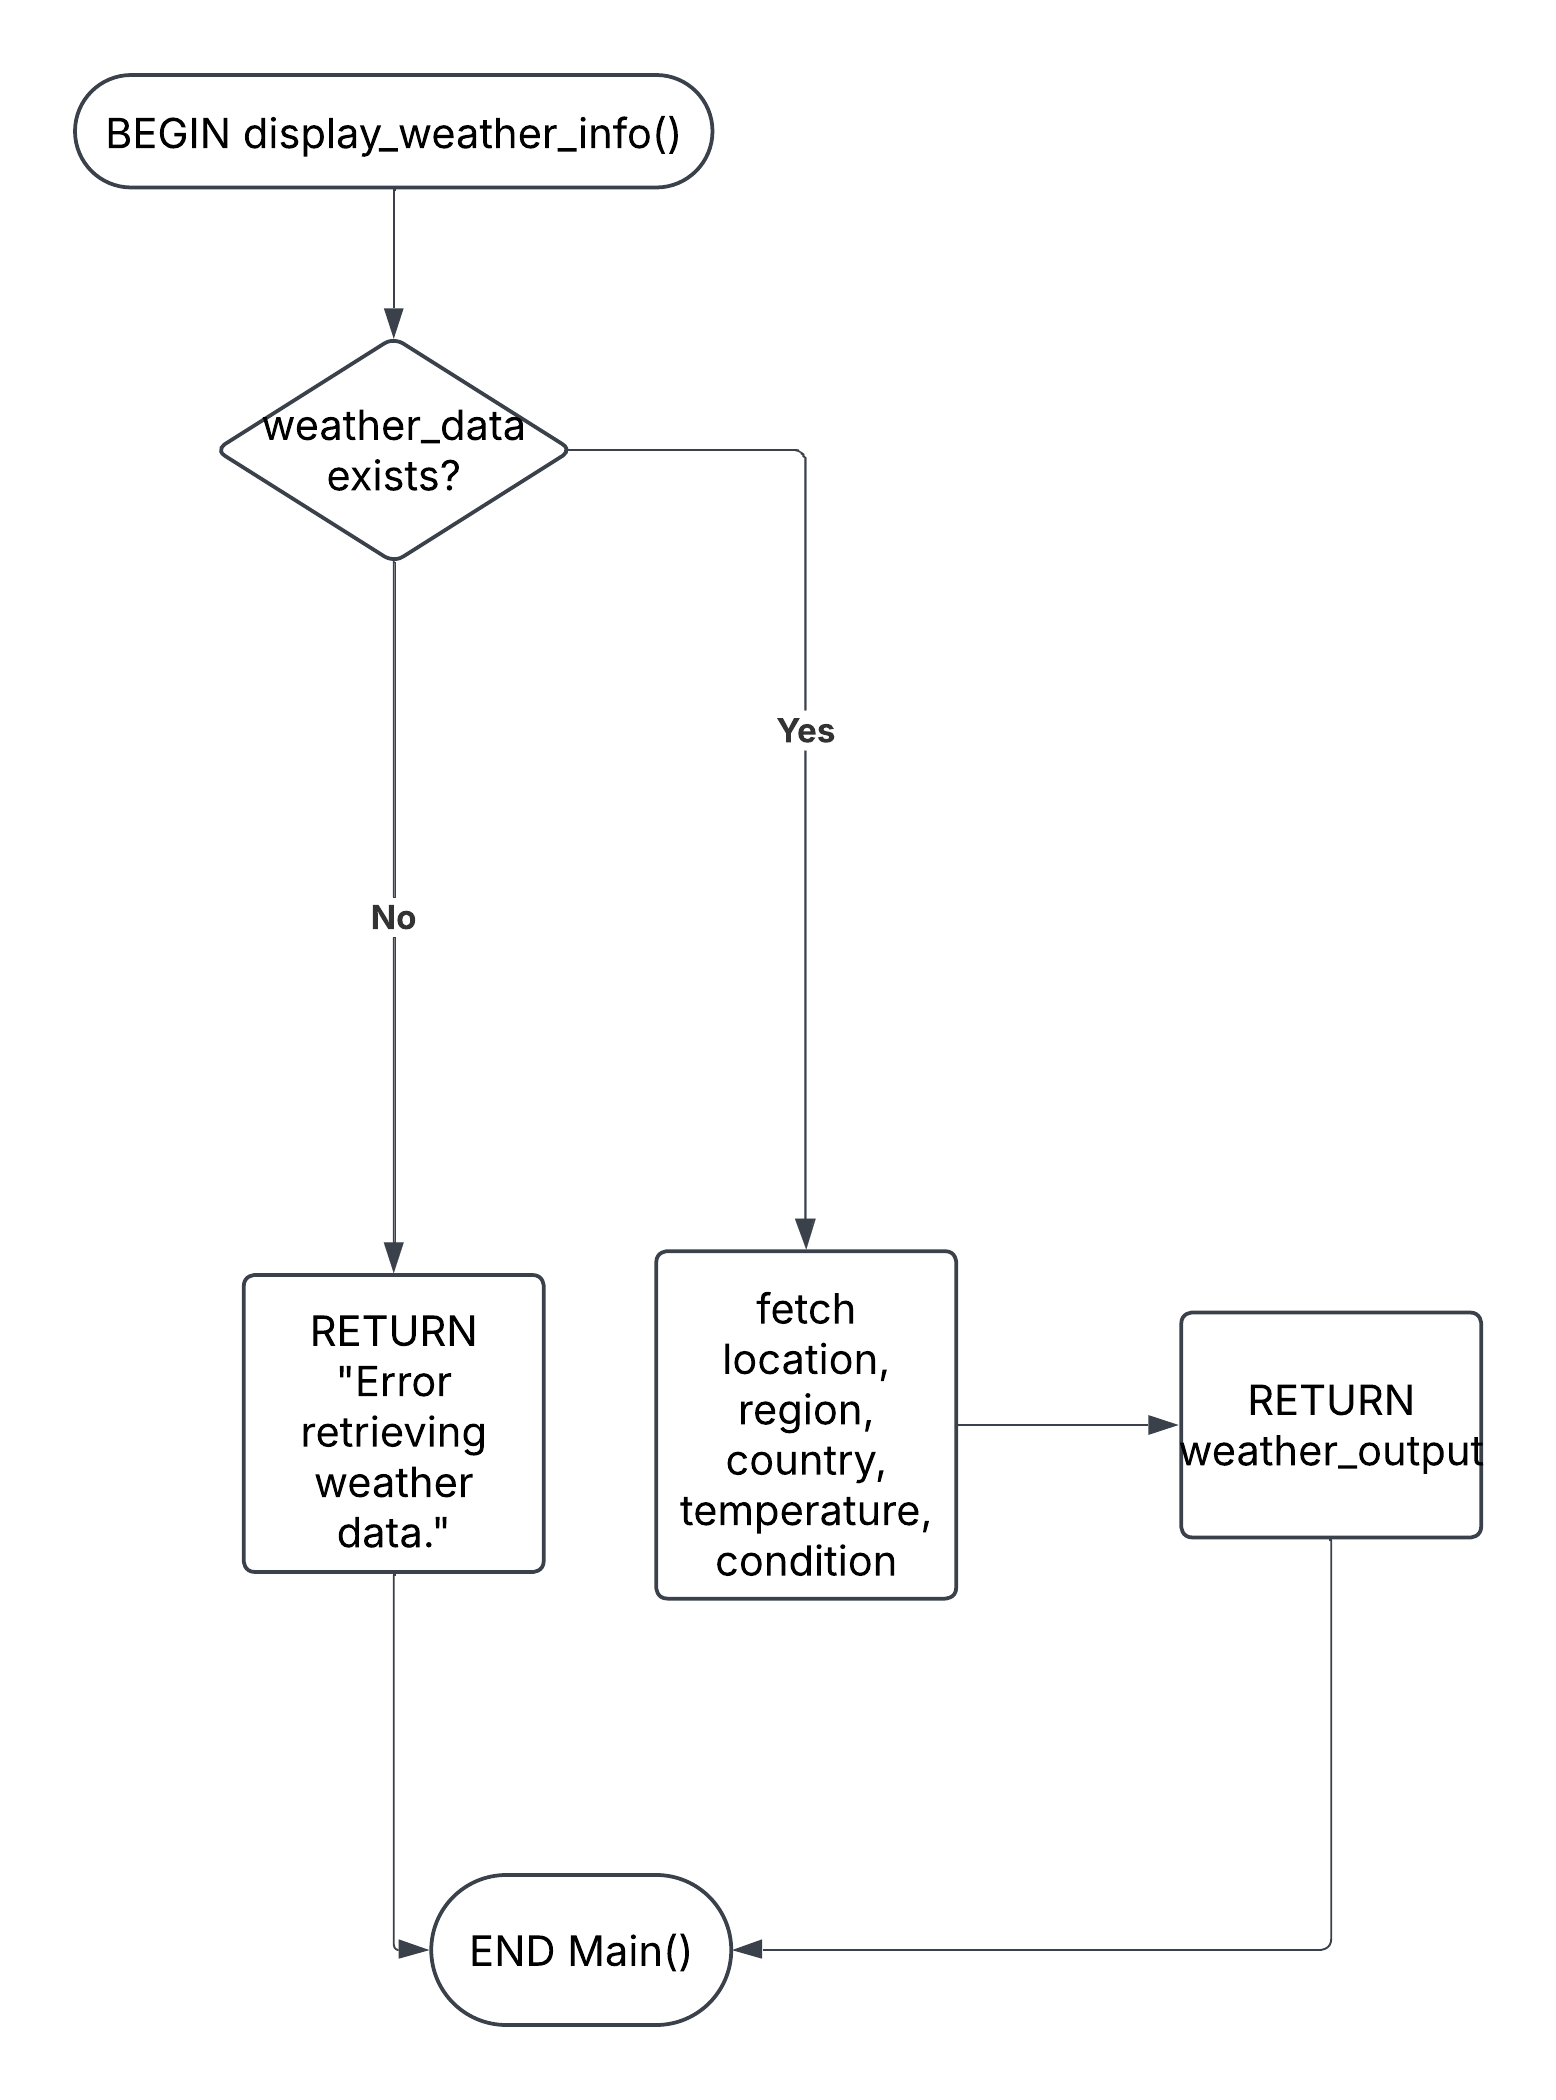 BEGIN display_weather_info()
weather_data
exists?
Yes
No
RETURN
"Error
retrieving
weather
data."
fetch
location,
region,
country,
temperature,
condition
RETURN
weather_output
END Main()